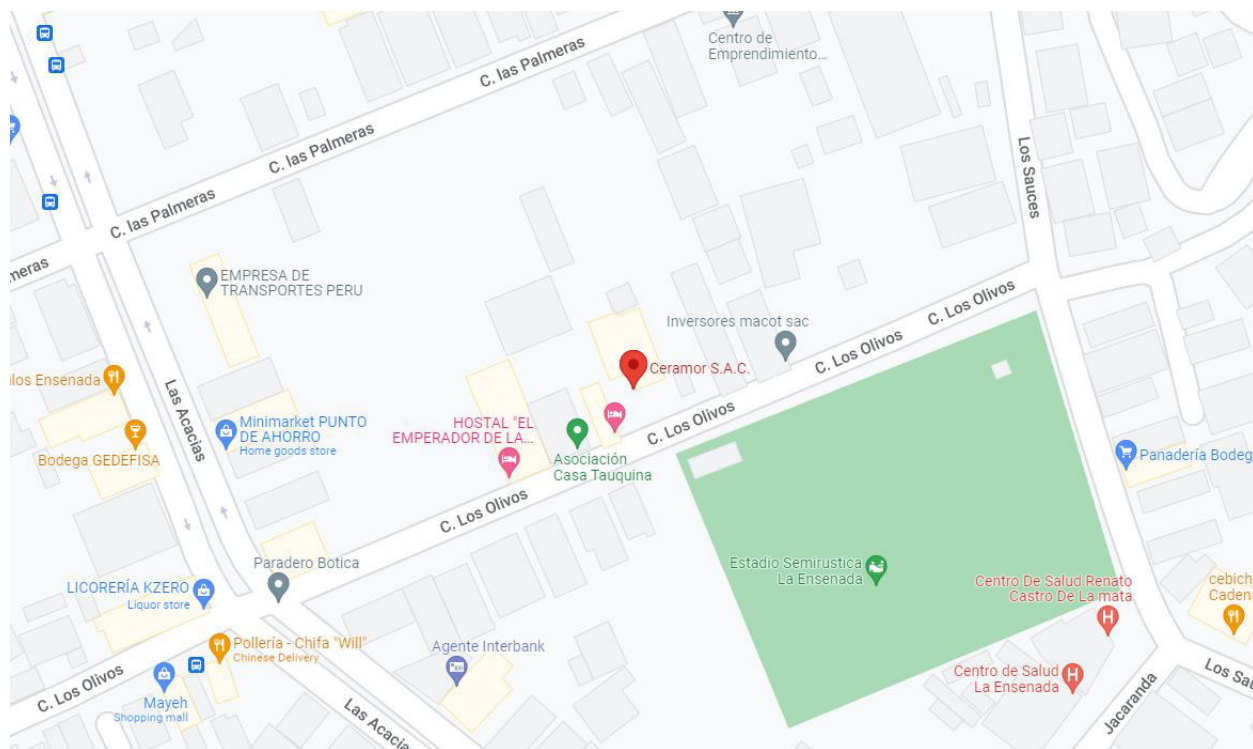 Centro de
Emprendimiento...
C. las Palmeras
C. las Palmeras
C. las Palmeras
Los Sauces
meras
EMPRESA DE
TRANSPORTES PERU
C. Los Olivos
Inversores macot sac
C. Los Olivos
Ceramor S.A.C.
los Ensenada
Las Acacias
Minimarket PUNTO
DE AHORRO
Home goods store
HOSTAL "EL
EMPERADOR DE LA...
C. Los Olivos
Bodega GEDEFISA
Asociación
Casa Tauquina
Panadería Bodeg
C. Los Olivos
Paradero Botica
Estadio Semirustica
La Ensenada
LICORERÍA KZERO
Liquor store
Centro De Salud Renato
Castro De La mata
cebich
Cadena
Pollería - Chifa "Will"
Chinese Delivery
Agente Interbank
C. Los Olivos
Mayeh
Shopping mall
Centro de Salud
La Ensenada
Los Sau
Jacaranda
Las Acacia